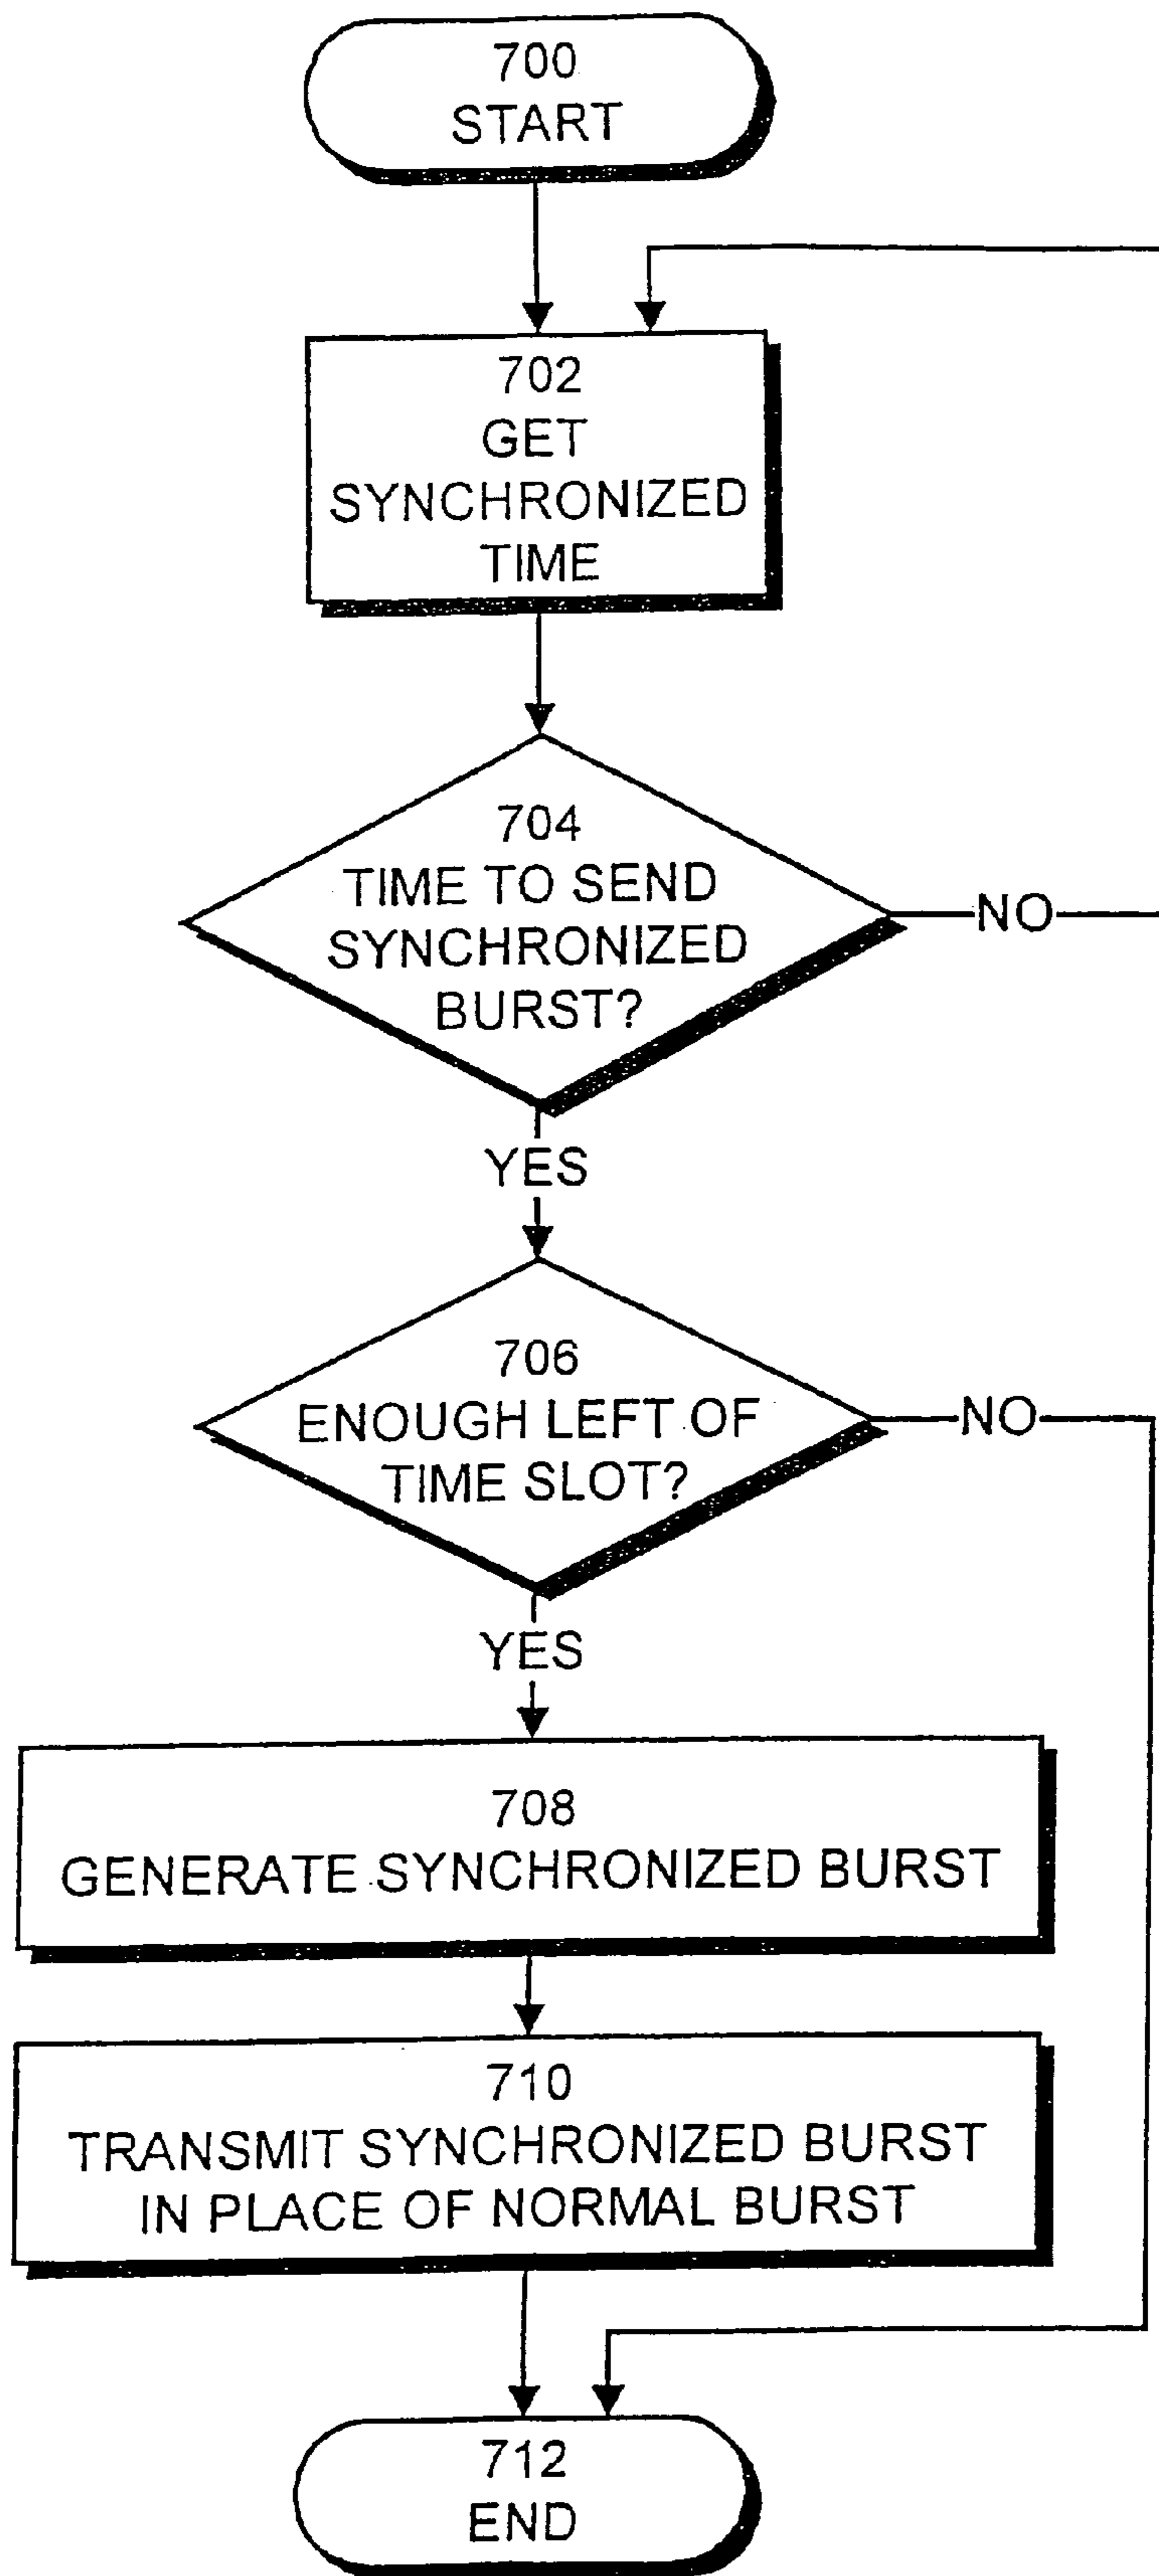 700
START
702
GET
SYNCHRONIZED
TIME
704
TIME TO SEND
SYNCHRONIZED
BURST?
NO
YES
706
ENOUGH LEFT OF
TIME SLOT?
NO
YES
708
GENERATE SYNCHRONIZED BURST
710
TRANSMIT SYNCHRONIZED BURST
IN PLACE OF NORMAL BURST
712
END